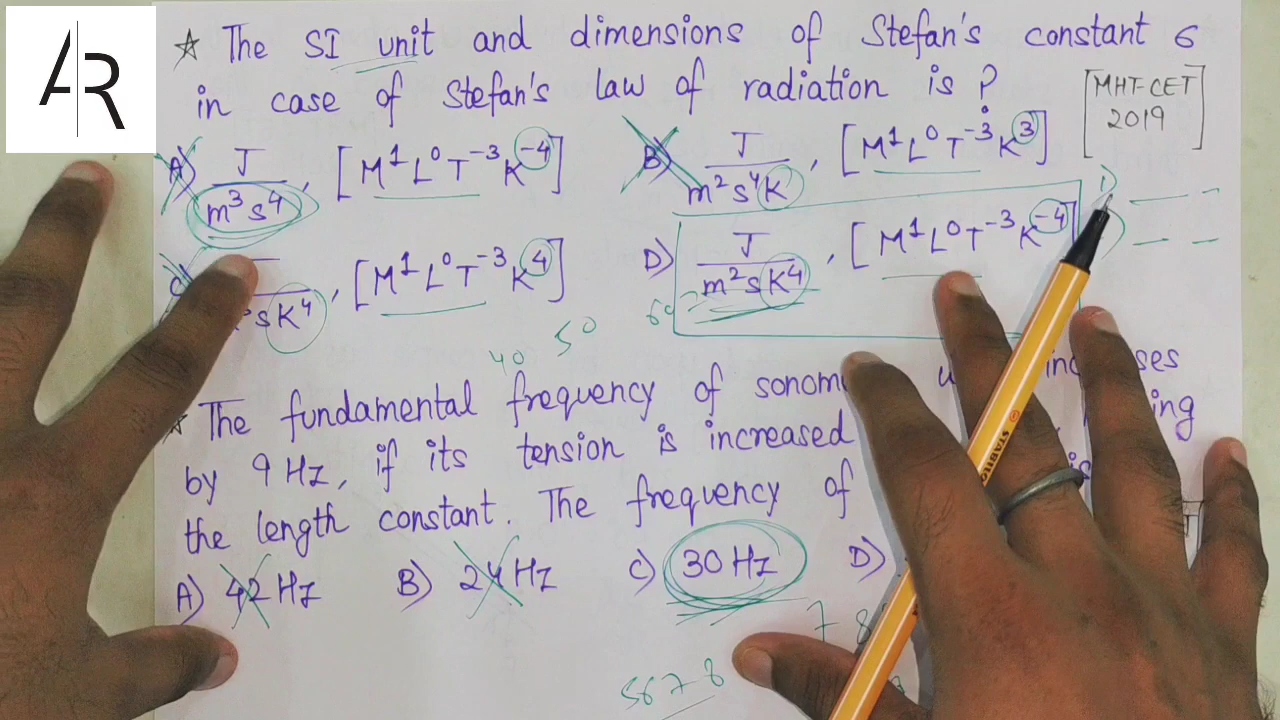 AR
☆ The SI unit and dimensions of Stefan's constant σ
in case of Stefan's law of radiation is ?
[MHT-CET
2019]
A) J/m³s⁴, [M¹L⁰T⁻³K⁻⁴] B) J/m²s⁴K, [M¹L⁰T⁻³K³]
C) sK⁴, [M¹L⁰T⁻³K⁴] D) J/m²sK⁴, [M¹L⁰T⁻³K⁻⁴]
40 50
☆ The fundamental frequency of
by 9 Hz, if its tension is increased
the length constant. The frequency of
A) 42 Hz B) 24 Hz C) 30 Hz D)
7 8
5678